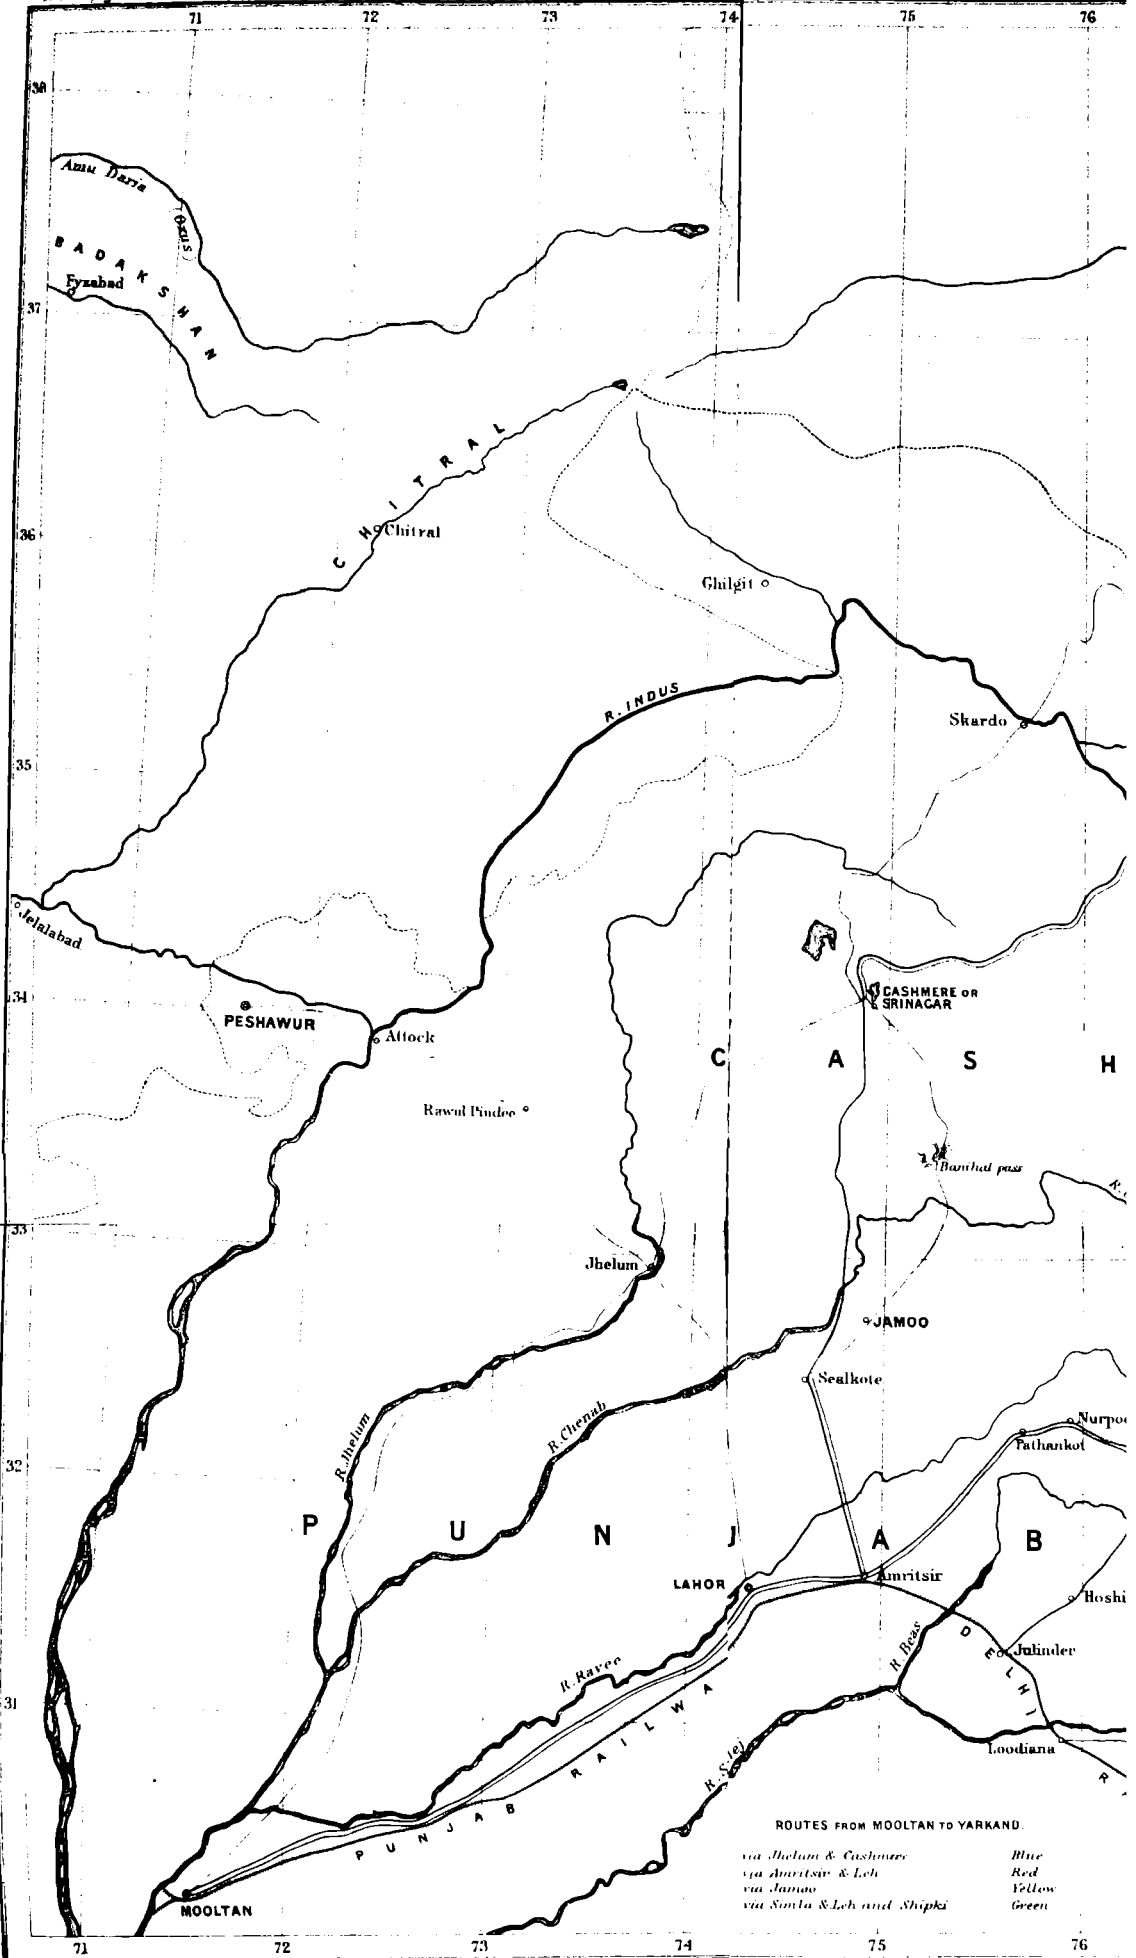 71 72 73 74 75 76
38
Amu Daria
(Oxus)
BADAKSHAN
Fyzabad
37
CHITRAL
36
Chitral
Ghilgit
R. INDUS
Skardo
35
Jelalabad
34
CASHMERE OR
SRINAGAR
PESHAWUR
Attock
C A S H
Rawul Pindee
Banihal pass
33
Jhelum
JAMOO
Sealkote
R. Jhelum
R. Chenab
Nurpoo
Pathankot
32
P U N J A B
LAHOR
Amritsir
Hoshi
R. Beas
DELHI
Julinder
R. Ravee
31
PUNJAB RAILWA
R. Sutlej
Loodiana
R
ROUTES FROM MOOLTAN TO YARKAND.
via Jhelum & Cashmere Blue
via Amritsir & Leh Red
via Jamoo Yellow
via Simla & Leh and Shipki Green
MOOLTAN
71 72 73 74 75 76